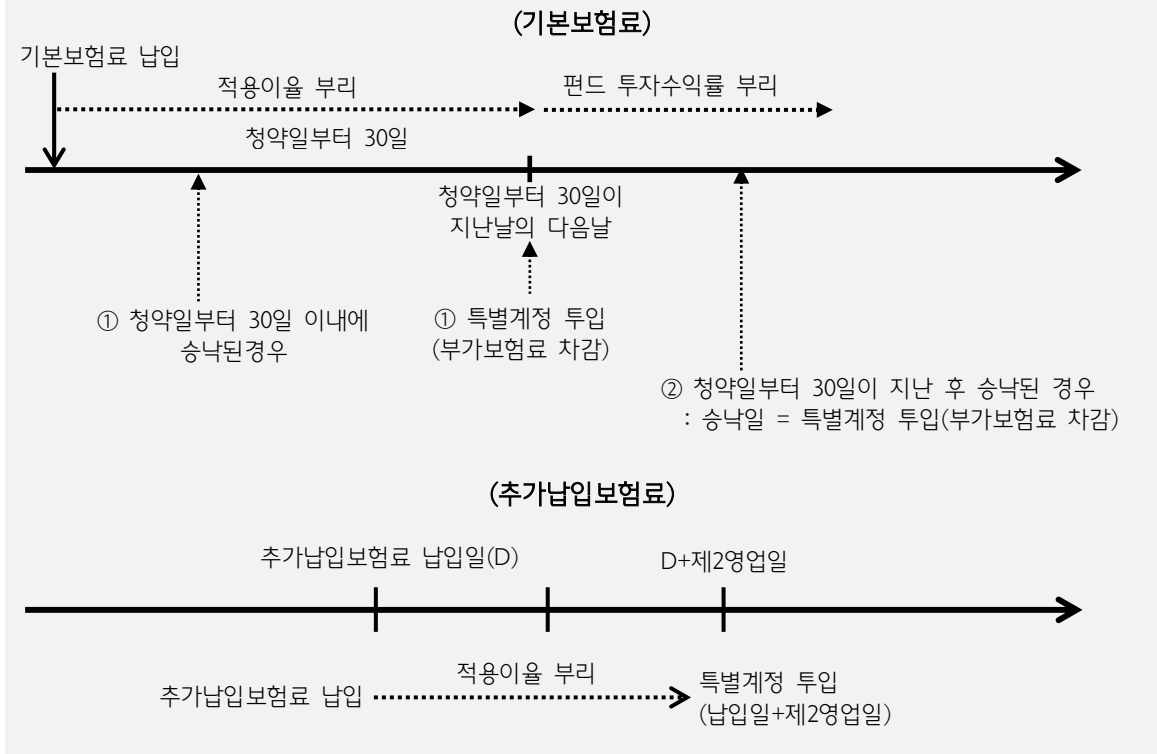 (기본보험료)
기본보험료 납입
적용이율 부리
펀드 투자수익률 부리
청약일부터 30일
청약일부터 30일이
지난날의 다음날
① 청약일부터 30일 이내에
승낙된경우
① 특별계정 투입
(부가보험료 차감)
② 청약일부터 30일이 지난 후 승낙된 경우
: 승낙일 = 특별계정 투입(부가보험료 차감)
(추가납입보험료)
추가납입보험료 납입일(D)
D+제2영업일
적용이율 부리
추가납입보험료 납입
특별계정 투입
(납입일+제2영업일)